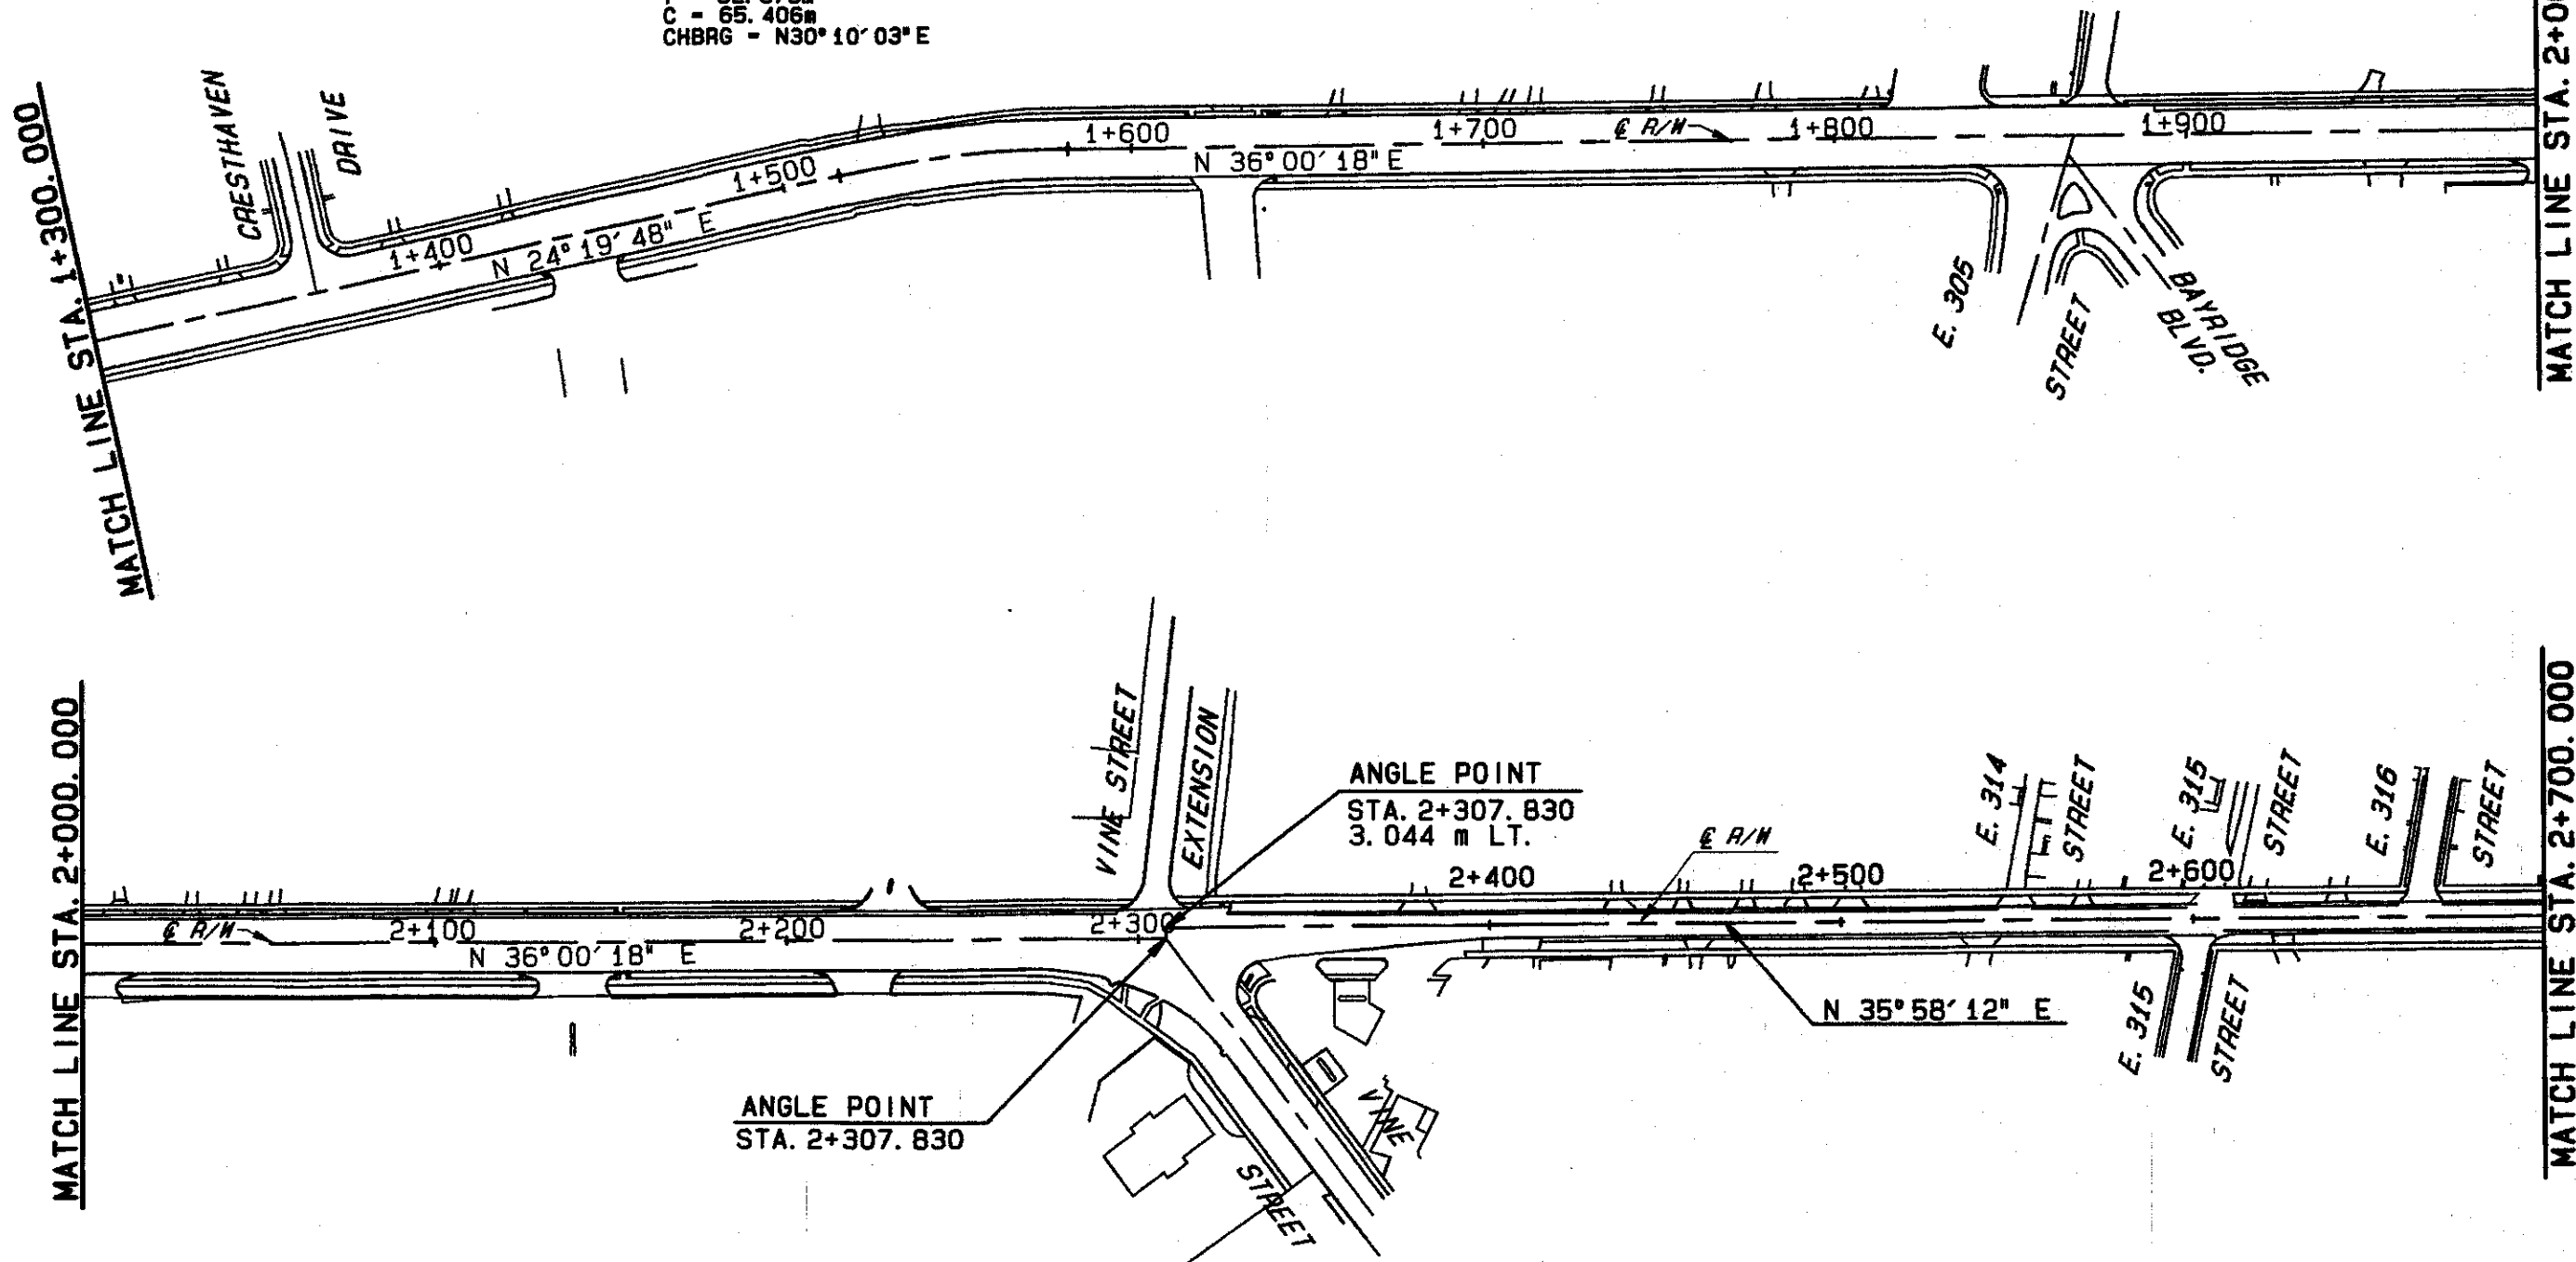 C = 65.406m
CHBRG = N30°10'03"E
MATCH LINE STA. 1+300.000
CRESTHAVEN
DRIVE
1+400
N 24°19'48" E
1+500
1+600
N 36°00'18" E
1+700
℄ R/W
1+800
1+900
E. 305
STREET
BAYRIDGE
BLVD.
MATCH LINE STA. 2+00
MATCH LINE STA. 2+000.000
℄ R/W
2+100
N 36°00'18" E
2+200
2+300
VINE STREET
EXTENSION
ANGLE POINT
STA. 2+307.830
3.044 m LT.
ANGLE POINT
STA. 2+307.830
VINE
STREET
2+400
℄ R/W
2+500
N 35°58'12" E
E. 314
STREET
E. 315
STREET
2+600
E. 316
STREET
E. 315
STREET
MATCH LINE STA. 2+700.000